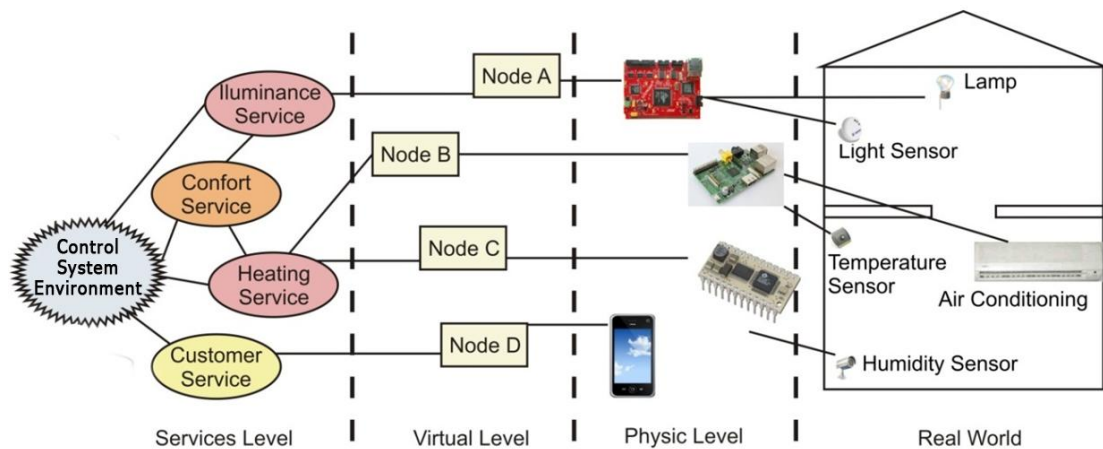 Iluminance
Service
Node A
Lamp
Light Sensor
Confort
Service
Node B
Control
System
Environment
Heating
Service
Node C
Temperature
Sensor
Air Conditioning
Customer
Service
Node D
Humidity Sensor
Services Level
Virtual Level
Physic Level
Real World